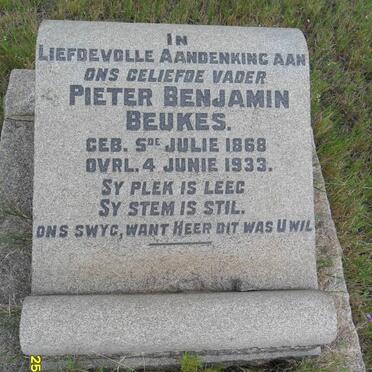 IN
LIEFDEVOLLE AANDENKING AAN
ONS GELIEFDE VADER
PIETER BENJAMIN
BEUKES.
GEB. 5DE JULIE 1868
OVRL. 4 JUNIE 1933.
SY PLEK IS LEEG
SY STEM IS STIL.
ONS SWYG, WANT HEER DIT WAS U WIL
25